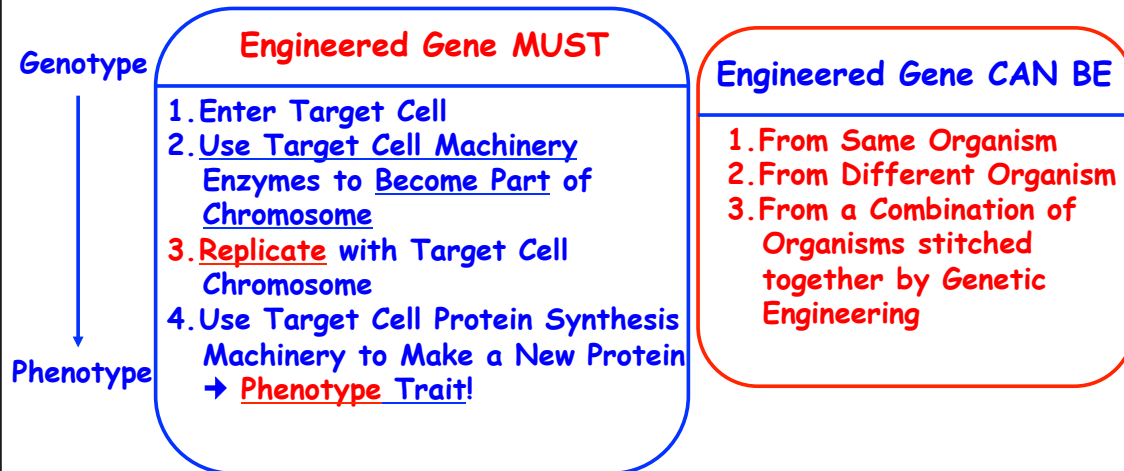 Genotype
Phenotype
Engineered Gene MUST
1.Enter Target Cell
2.Use Target Cell Machinery
Enzymes to Become Part of
Chromosome
3.Replicate with Target Cell
Chromosome
4.Use Target Cell Protein Synthesis
Machinery to Make a New Protein
➔ Phenotype Trait!
Engineered Gene CAN BE
1.From Same Organism
2.From Different Organism
3.From a Combination of
Organisms stitched
together by Genetic
Engineering